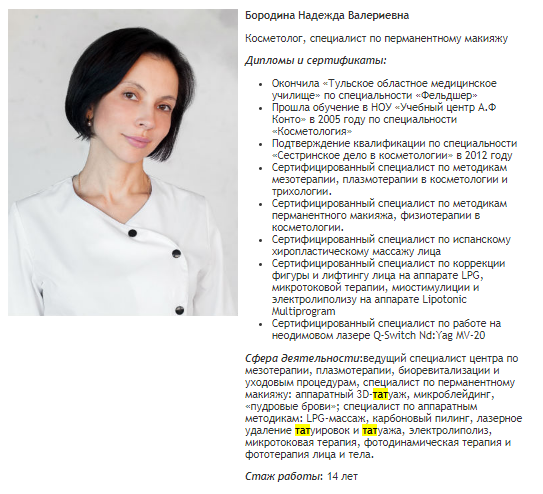 Бородина Надежда Валериевна
Косметолог, специалист по перманентному макияжу
Дипломы и сертификаты:
• Окончила «Тульское областное медицинское
училище» по специальности «Фельдшер»
• Прошла обучение в НОУ «Учебный центр А.Ф
Конто» в 2005 году по специальности
«Косметология»
• Подтверждение квалификации по специальности
«Сестринское дело в косметологии» в 2012 году
• Сертифицированный специалист по методикам
мезотерапии, плазмотерапии в косметологии и
трихологии.
• Сертифицированный специалист по методикам
перманентного макияжа, физиотерапии в
косметологии.
• Сертифицированный специалист по испанскому
хиропластическому массажу лица
• Сертифицированный специалист по коррекции
фигуры и лифтингу лица на аппарате LPG,
микротоковой терапии, миостимулиции и
электролиполизу на аппарате Lipotonic
Multiprogram
• Сертифицированный специалист по работе на
неодимовом лазере Q-Switch Nd:Yag MV-20
Сфера деятельности:ведущий специалист центра по
мезотерапии, плазмотерапии, биоревитализации и
уходовым процедурам, специалист по перманентному
макияжу: аппаратный 3D-татуаж, микроблейдинг,
«пудровые брови»; специалист по аппаратным
методикам: LPG-массаж, карбоновый пилинг, лазерное
удаление татуировок и татуажа, электролиполиз,
микротоковая терапия, фотодинамическая терапия и
фототерапия лица и тела.
Стаж работы: 14 лет